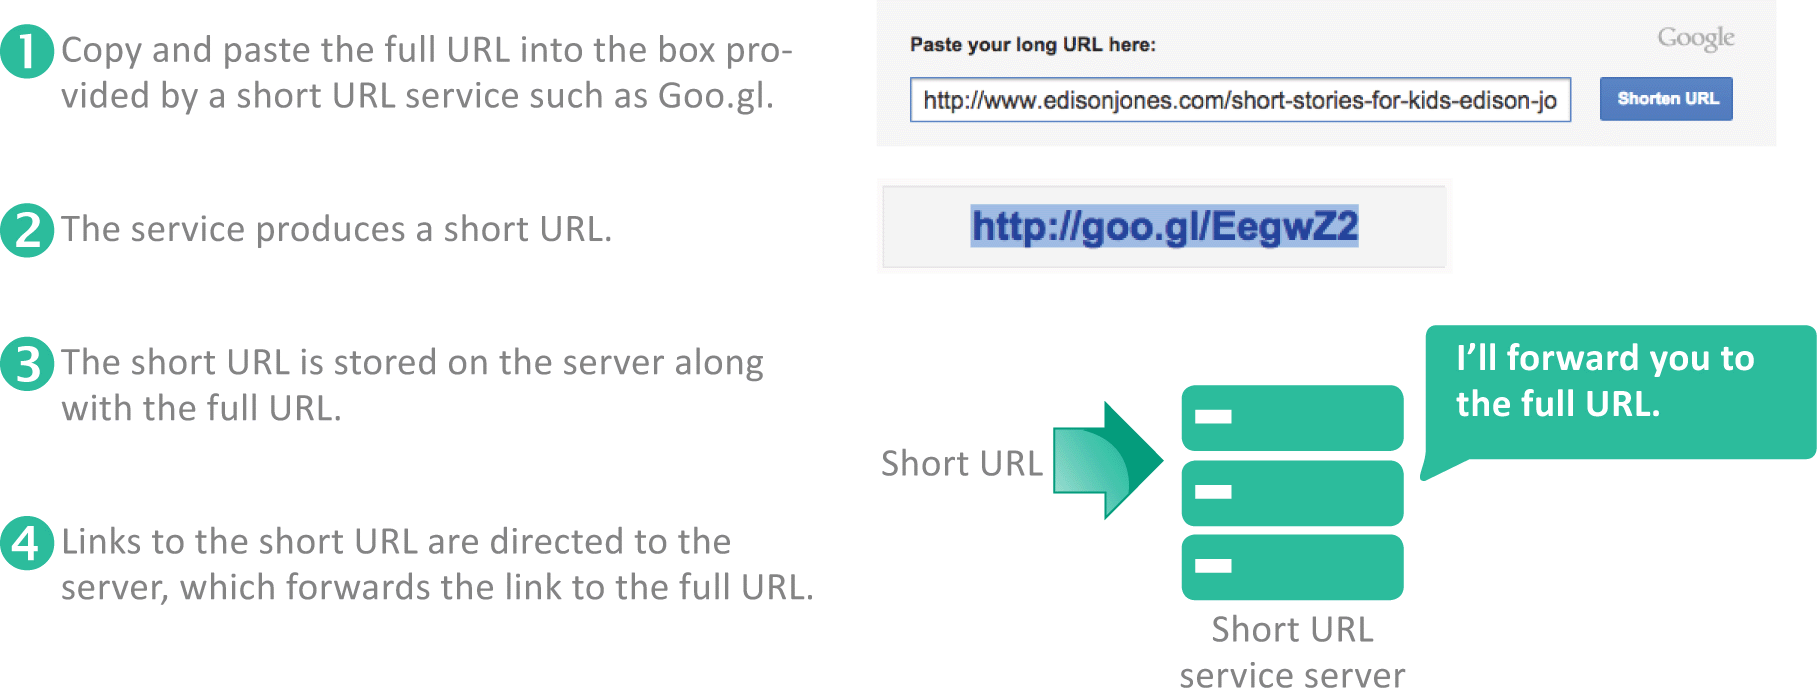 1 Copy and paste the full URL into the box pro-
vided by a short URL service such as Goo.gl.
Paste your long URL here:
Google
http://www.edisonjones.com/short-stories-for-kids-edison-jo
Shorten URL
2 The service produces a short URL.
http://goo.gl/EegwZ2
3 The short URL is stored on the server along
with the full URL.
4 Links to the short URL are directed to the
server, which forwards the link to the full URL.
Short URL
I'll forward you to
the full URL.
Short URL
service server